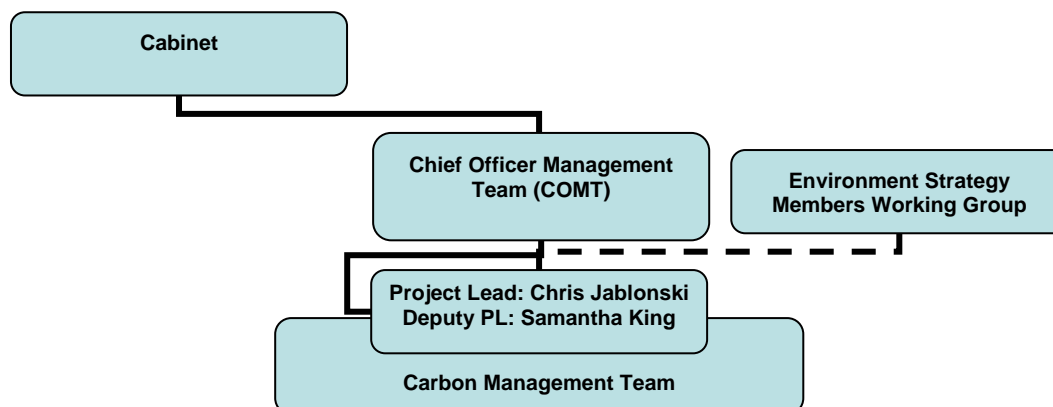 Cabinet
Chief Officer Management
Team (COMT)
Environment Strategy
Members Working Group
Project Lead: Chris Jablonski
Deputy PL: Samantha King
Carbon Management Team